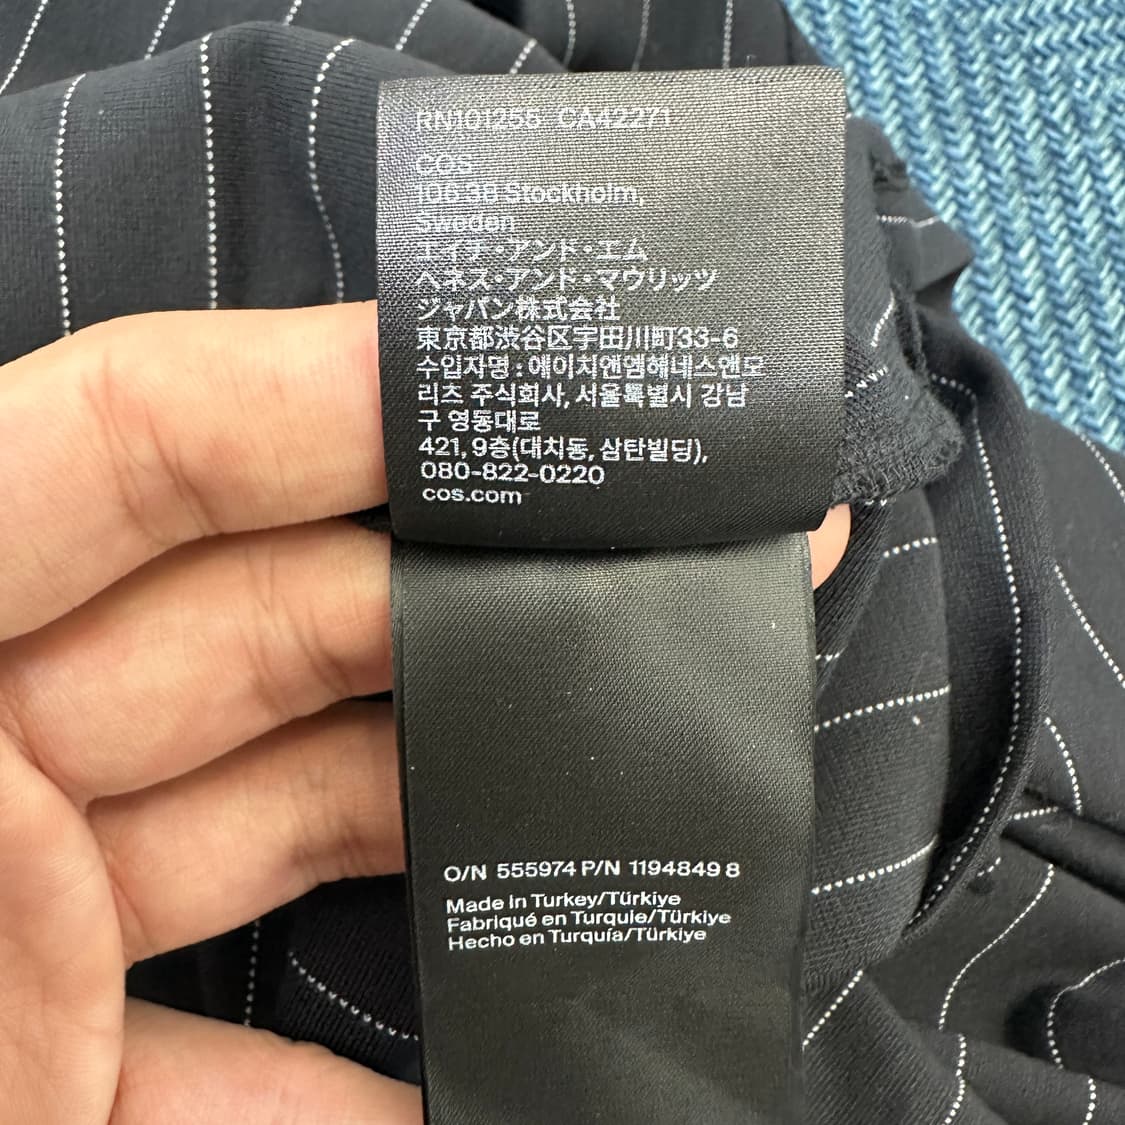 RN101255 CA42271
COS
106 38 Stockholm,
Sweden
エイチ・アンド・エム
ヘネス・アンド・マウリッツ
ジャパン株式会社
東京都渋谷区宇田川町33-6
수입자명 : 에이치앤엠헤네스앤모
리츠 주식회사, 서울특별시 강남
구 영동대로
421, 9층(대치동, 삼탄빌딩),
080-822-0220
cos.com
O/N 555974 P/N 1194849 8
Made in Turkey/Türkiye
Fabriqué en Turquie/Türkiye
Hecho en Turquía/Türkiye